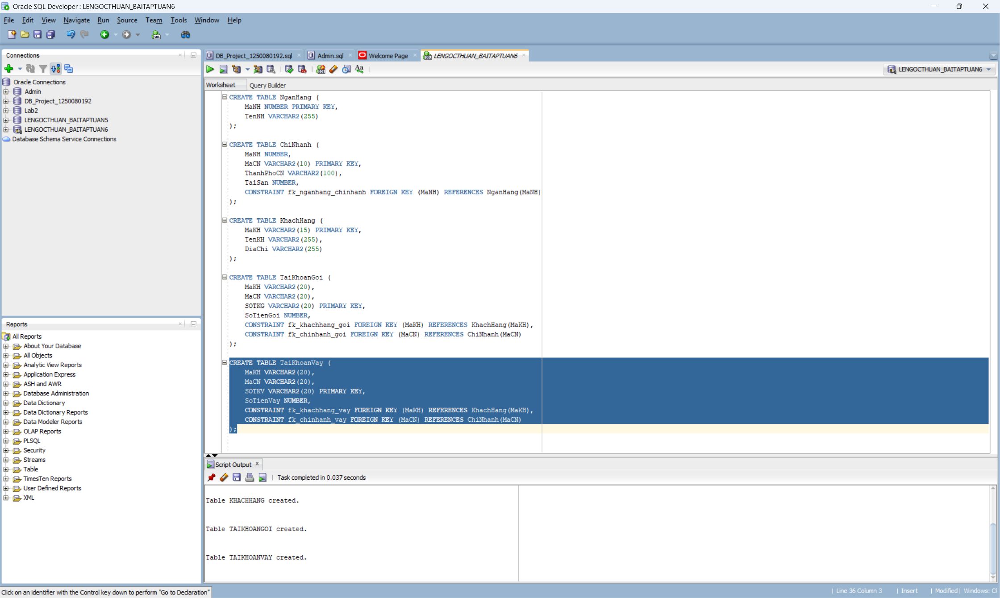 Oracle SQL Developer : LENGOCTHUAN_BAITAPTUAN6
File Edit View Navigate Run Source Team Tools Window Help
Connections
Oracle Connections
Admin
DB_Project_1250080192
Lab2
LENGOCTHUAN_BAITAPTUAN5
LENGOCTHUAN_BAITAPTUAN6
Database Schema Service Connections
Reports
All Reports
About Your Database
All Objects
Analytic View Reports
Application Express
ASH and AWR
Database Administration
Data Dictionary
Data Dictionary Reports
Data Modeler Reports
OLAP Reports
PLSQL
Security
Streams
Table
TimesTen Reports
User Defined Reports
XML
DB_Project_1250080192.sql Admin.sql Welcome Page LENGOCTHUAN_BAITAPTUAN6
LENGOCTHUAN_BAITAPTUAN6
Worksheet Query Builder
CREATE TABLE NganHang (
MaNH NUMBER PRIMARY KEY,
TenNH VARCHAR2(255)
);
CREATE TABLE ChiNhanh (
MaNH NUMBER,
MaCN VARCHAR2(10) PRIMARY KEY,
ThanhPhoCN VARCHAR2(100),
TaiSan NUMBER,
CONSTRAINT fk_nganhang_chinhanh FOREIGN KEY (MaNH) REFERENCES NganHang(MaNH)
);
CREATE TABLE KhachHang (
MaKH VARCHAR2(15) PRIMARY KEY,
TenKH VARCHAR2(255),
DiaChi VARCHAR2(255)
);
CREATE TABLE TaiKhoanGoi (
MaKH VARCHAR2(20),
MaCN VARCHAR2(20),
SOTKG VARCHAR2(20) PRIMARY KEY,
SoTienGoi NUMBER,
CONSTRAINT fk_khachhang_goi FOREIGN KEY (MaKH) REFERENCES KhachHang(MaKH),
CONSTRAINT fk_chinhanh_goi FOREIGN KEY (MaCN) REFERENCES ChiNhanh(MaCN)
);
CREATE TABLE TaiKhoanVay (
MaKH VARCHAR2(20),
MaCN VARCHAR2(20),
SOTKV VARCHAR2(20) PRIMARY KEY,
SoTienVay NUMBER,
CONSTRAINT fk_khachhang_vay FOREIGN KEY (MaKH) REFERENCES KhachHang(MaKH),
CONSTRAINT fk_chinhanh_vay FOREIGN KEY (MaCN) REFERENCES ChiNhanh(MaCN)
);
Script Output
Task completed in 0.037 seconds
Table KHACHHANG created.
Table TAIKHOANGOI created.
Table TAIKHOANVAY created.
Click on an identifier with the Control key down to perform "Go to Declaration"
| Line 36 Column 3 | Insert | Modified | Windows: